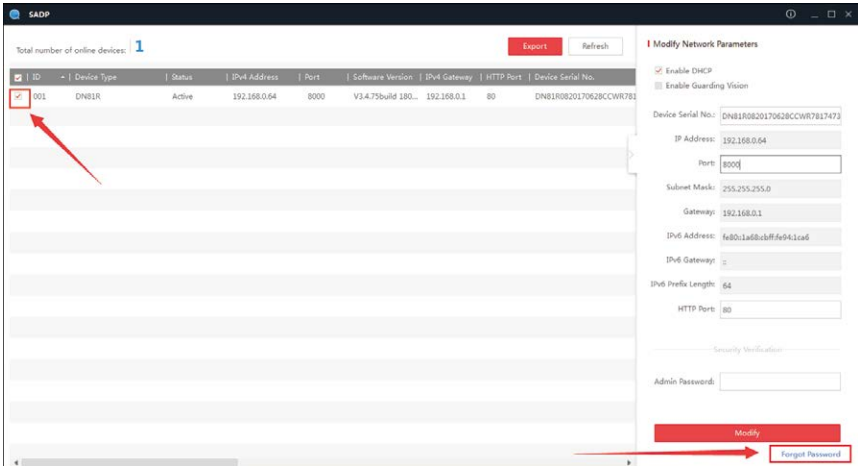 SADP
Total number of online devices: 1
Export
Refresh
ID
Device Type
Status
IPv4 Address
Port
Software Version
IPv4 Gateway
HTTP Port
Device Serial No.
001
DN81R
Active
192.168.0.64
8000
V3.4.75build 180...
192.168.0.1
80
DN81R0820170628CCWR781
Modify Network Parameters
Enable DHCP
Enable Guarding Vision
Device Serial No.: DN81R0820170628CCWR7817473
IP Address: 192.168.0.64
Port: 8000
Subnet Mask: 255.255.255.0
Gateway: 192.168.0.1
IPv6 Address: fe80::1a68:cbff:fe94:1ca6
IPv6 Gateway: ::
IPv6 Prefix Length: 64
HTTP Port: 80
Security Verification
Admin Password:
Modify
Forgot Password